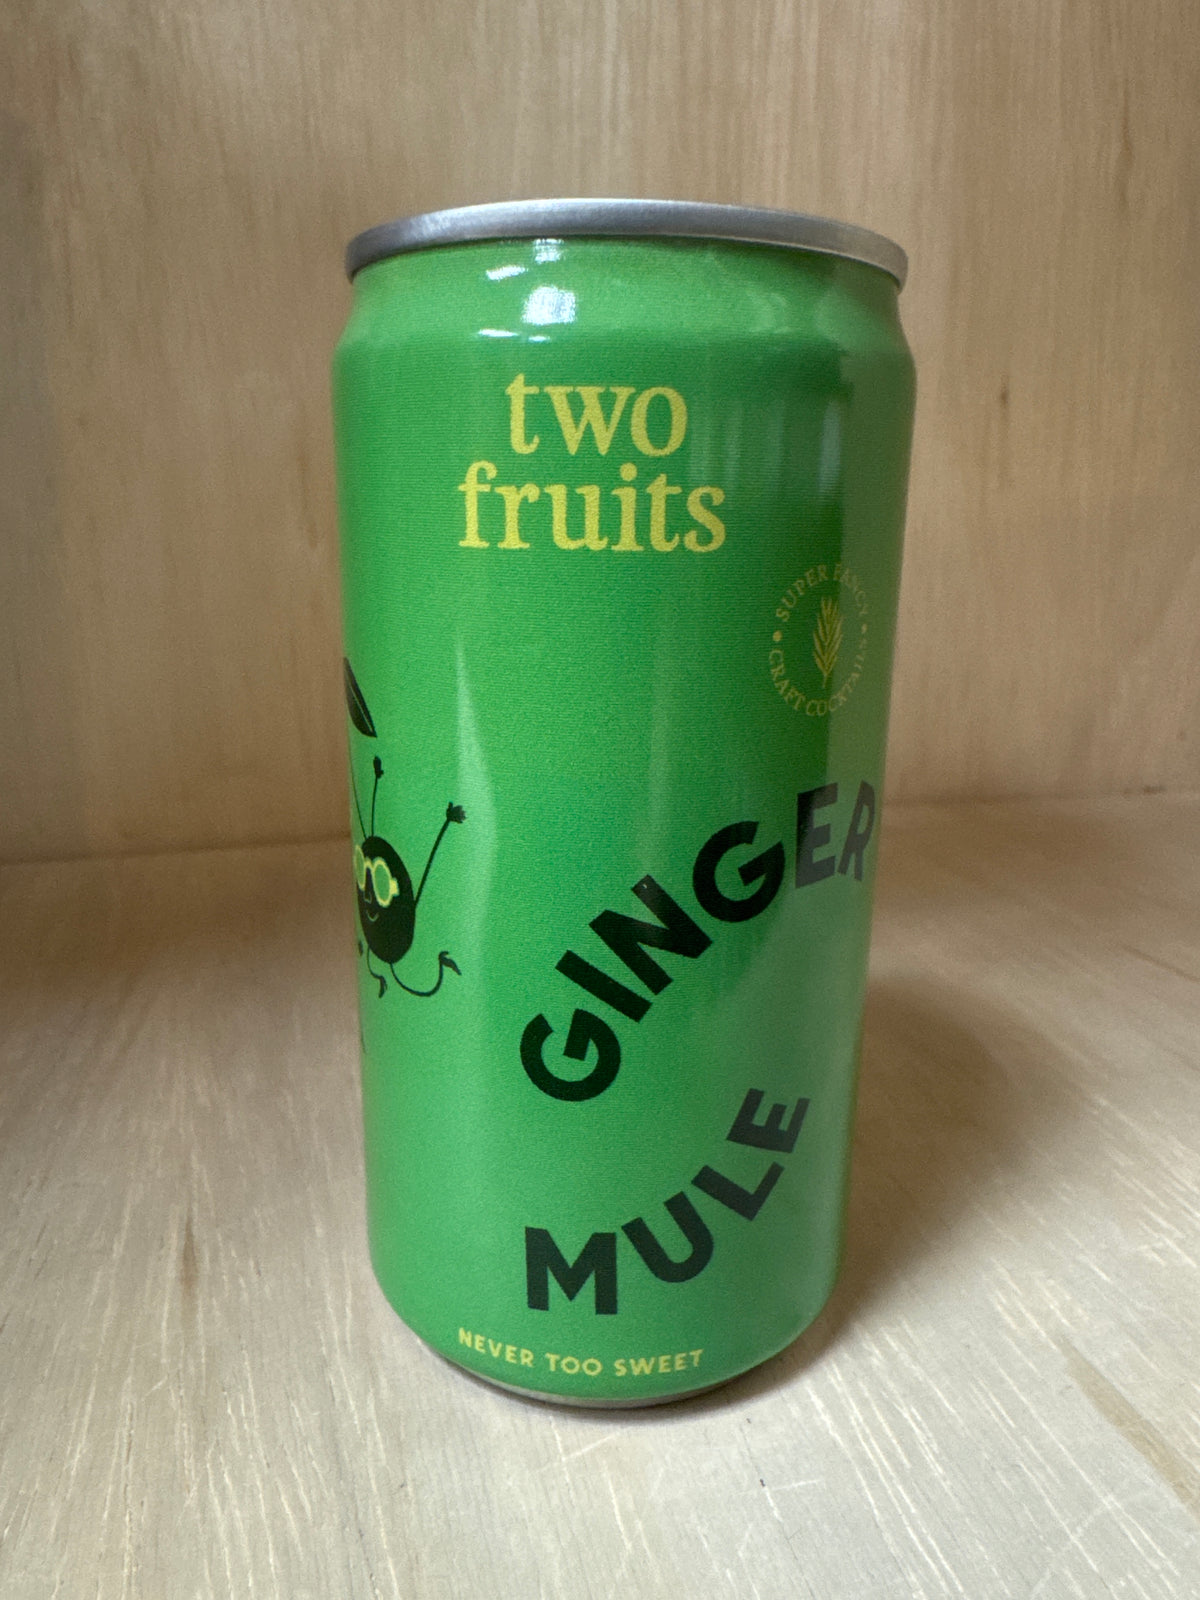 two
fruits
SUPER FANCY
CRAFT COCKTAILS
GINGER
MULE
NEVER TOO SWEET